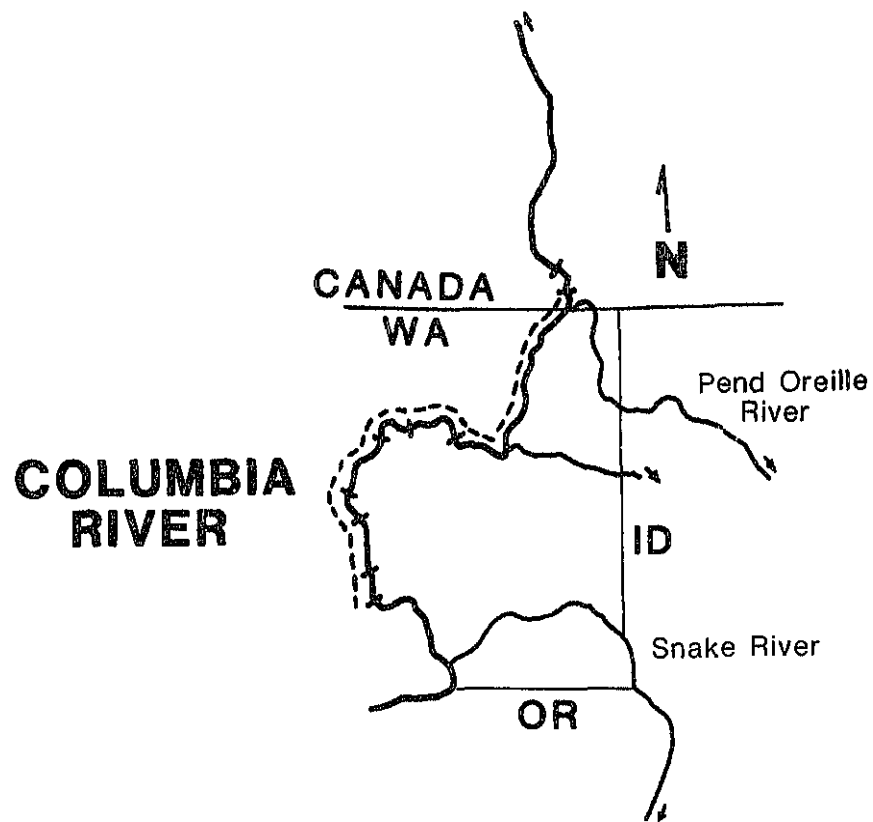 N
CANADA
WA
Pend Oreille
River
COLUMBIA
RIVER
ID
Snake River
OR